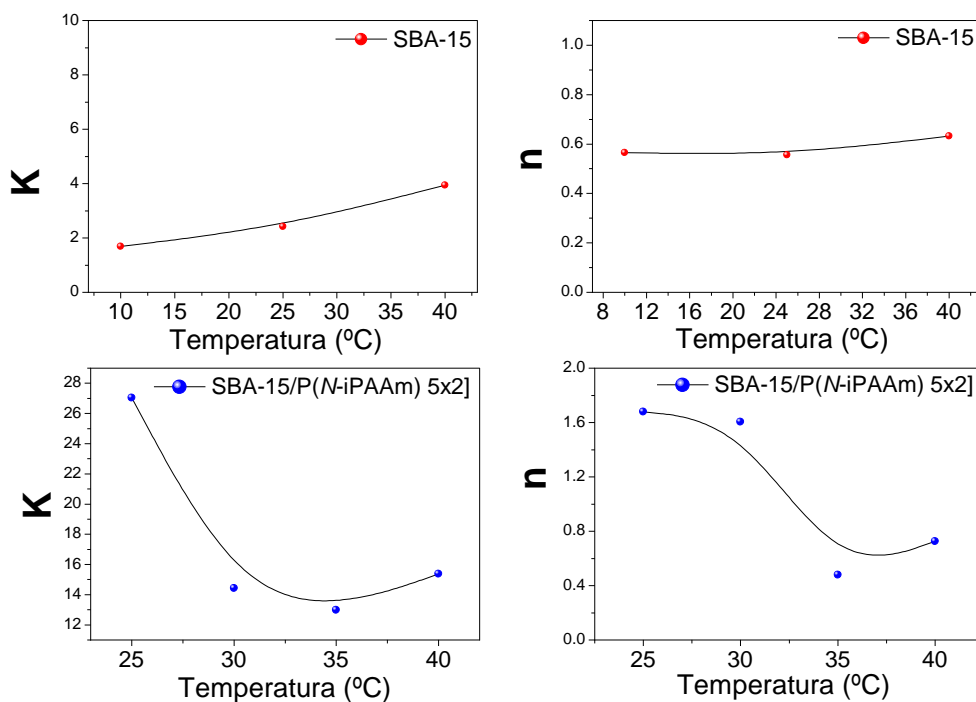 10
8
6
4
2
0
K
SBA-15
10 15 20 25 30 35 40
Temperatura (ºC)
1.0
0.8
0.6
0.4
0.2
0.0
n
SBA-15
8 12 16 20 24 28 32 36 40
Temperatura (ºC)
28
26
24
22
20
18
16
14
12
K
SBA-15/P(N-iPAAm) 5x2]
25 30 35 40
Temperatura (ºC)
2.0
1.6
1.2
0.8
0.4
0.0
n
SBA-15/P(N-iPAAm) 5x2]
25 30 35 40
Temperatura (ºC)